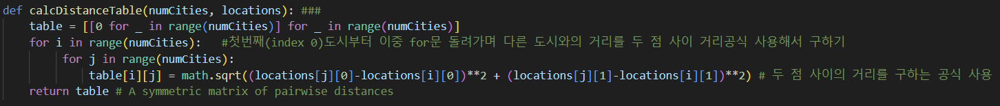 def calcDistanceTable(numCities, locations): ###
    table = [[0 for _ in range(numCities)] for _ in range(numCities)]
    for i in range(numCities):   #첫번째(index 0)도시부터 이중 for문 돌려가며 다른 도시와의 거리를 두 점 사이 거리공식 사용해서 구하기
        for j in range(numCities):
            table[i][j] = math.sqrt((locations[j][0]-locations[i][0])**2 + (locations[j][1]-locations[i][1])**2) # 두 점 사이의 거리를 구하는 공식 사용
    return table # A symmetric matrix of pairwise distances